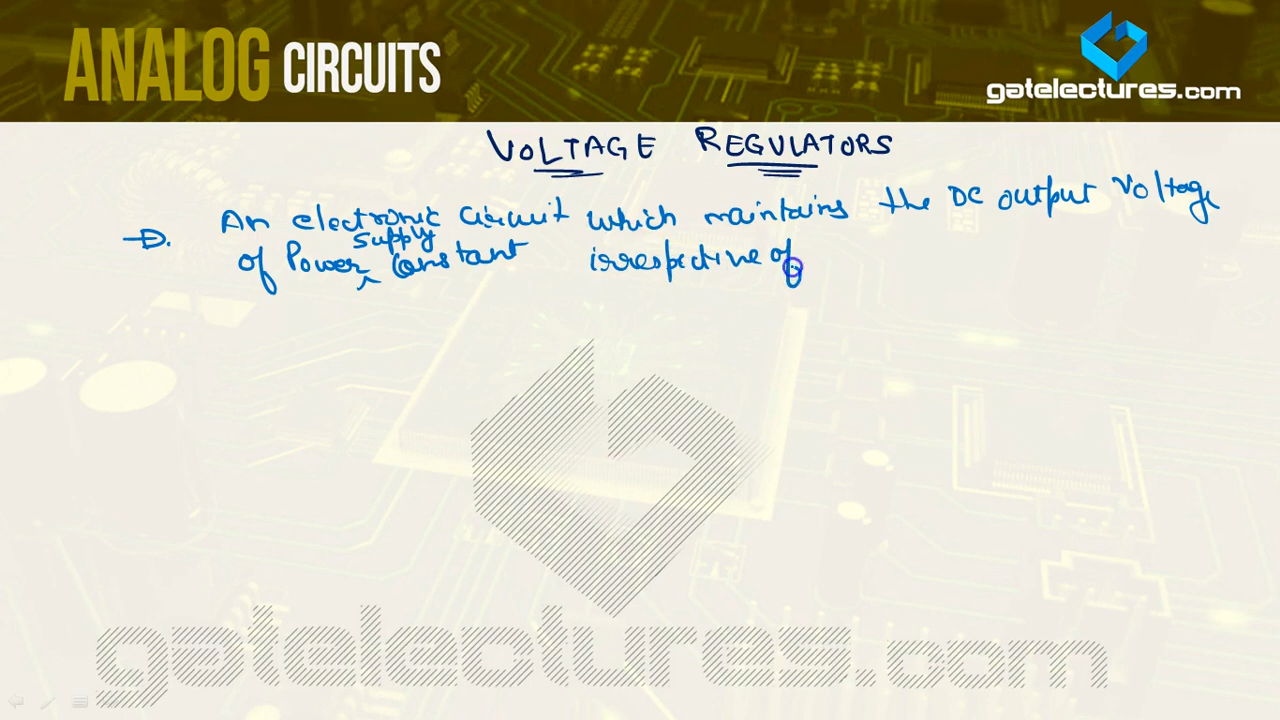 ANALOG CIRCUITS
gatelectures.com
VOLTAGE REGULATORS
D. An electronic circuit which maintains the DC output Voltage
of Power supply constant irrespective of
gatelectures.com